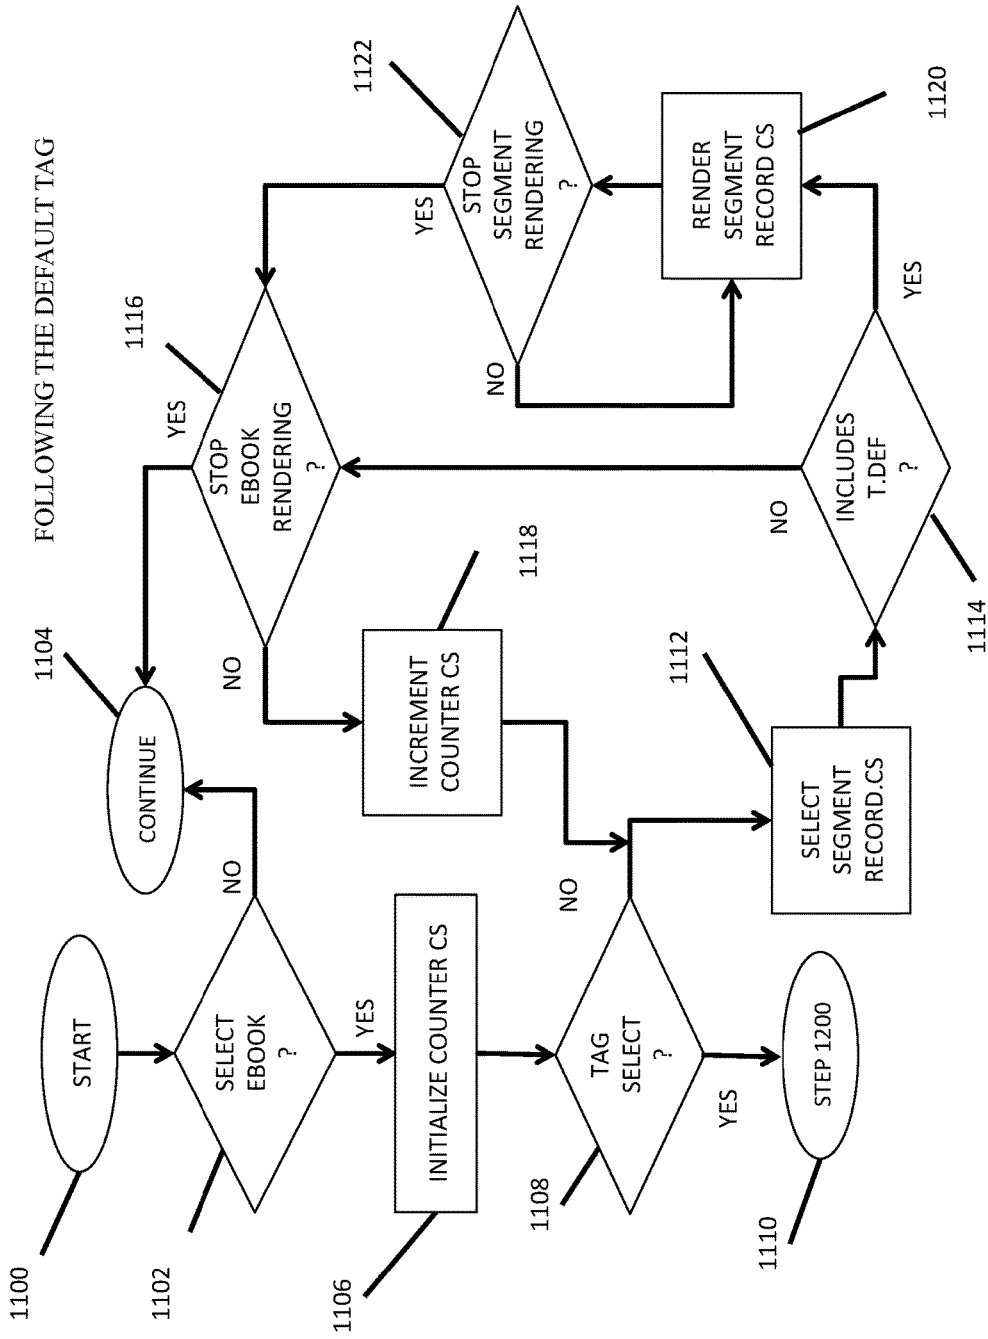 FOLLOWING THE DEFAULT TAG
1100
START
1102
SELECT
EBOOK
?
NO
YES
1104
CONTINUE
1106
INITIALIZE COUNTER CS
1108
TAG
SELECT
?
NO
YES
1110
STEP 1200
1112
SELECT
SEGMENT
RECORD.CS
1114
INCLUDES
T.DEF
?
NO
YES
1116
STOP
EBOOK
RENDERING
?
YES
NO
1118
INCREMENT
COUNTER CS
1120
RENDER
SEGMENT
RECORD CS
1122
STOP
SEGMENT
RENDERING
?
YES
NO